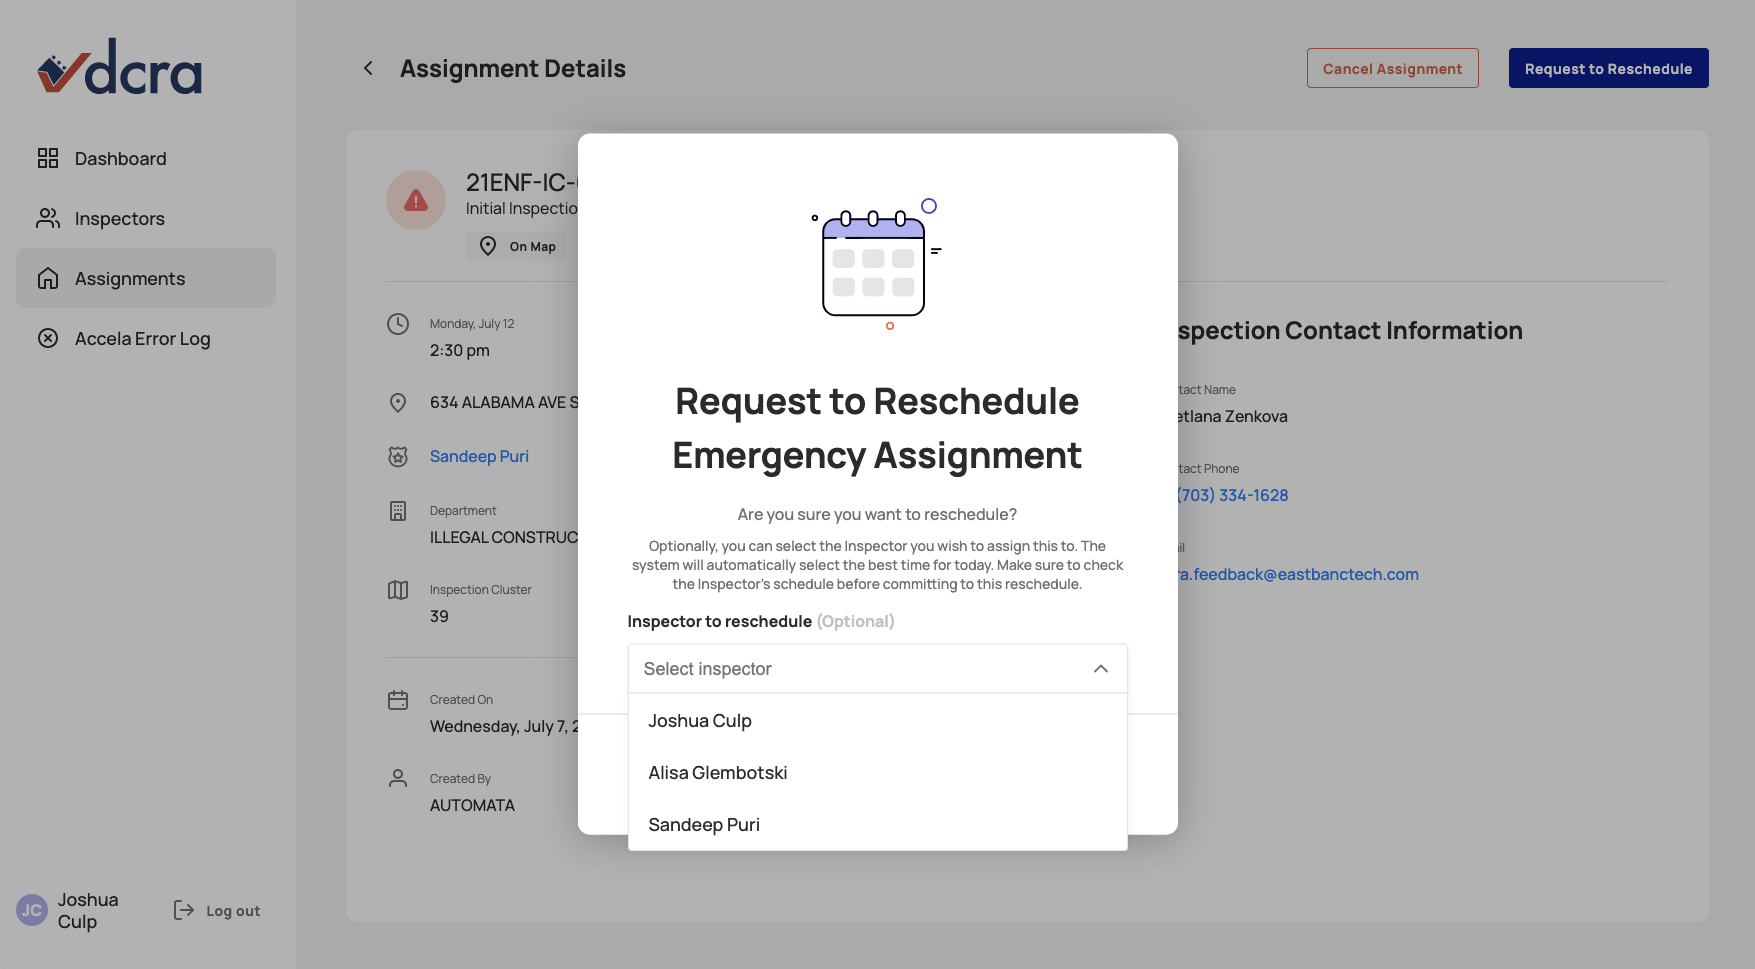 dcra
Dashboard
Inspectors
Assignments
Accela Error Log
Joshua
Culp
JC
Log out
Assignment Details
Cancel Assignment
Request to Reschedule
21ENF-IC-
Initial Inspectio
On Map
Monday, July 12
2:30 pm
634 ALABAMA AVE S
Sandeep Puri
Department
ILLEGAL CONSTRUC
Inspection Cluster
39
Created On
Wednesday, July 7, 2
Created By
AUTOMATA
Request to Reschedule
Emergency Assignment
Are you sure you want to reschedule?
Optionally, you can select the Inspector you wish to assign this to. The
system will automatically select the best time for today. Make sure to check
the Inspector's schedule before committing to this reschedule.
Inspector to reschedule (Optional)
Select inspector
Joshua Culp
Alisa Glembotski
Sandeep Puri
spection Contact Information
tact Name
etlana Zenkova
tact Phone
(703) 334-1628
il
ra.feedback@eastbanctech.com